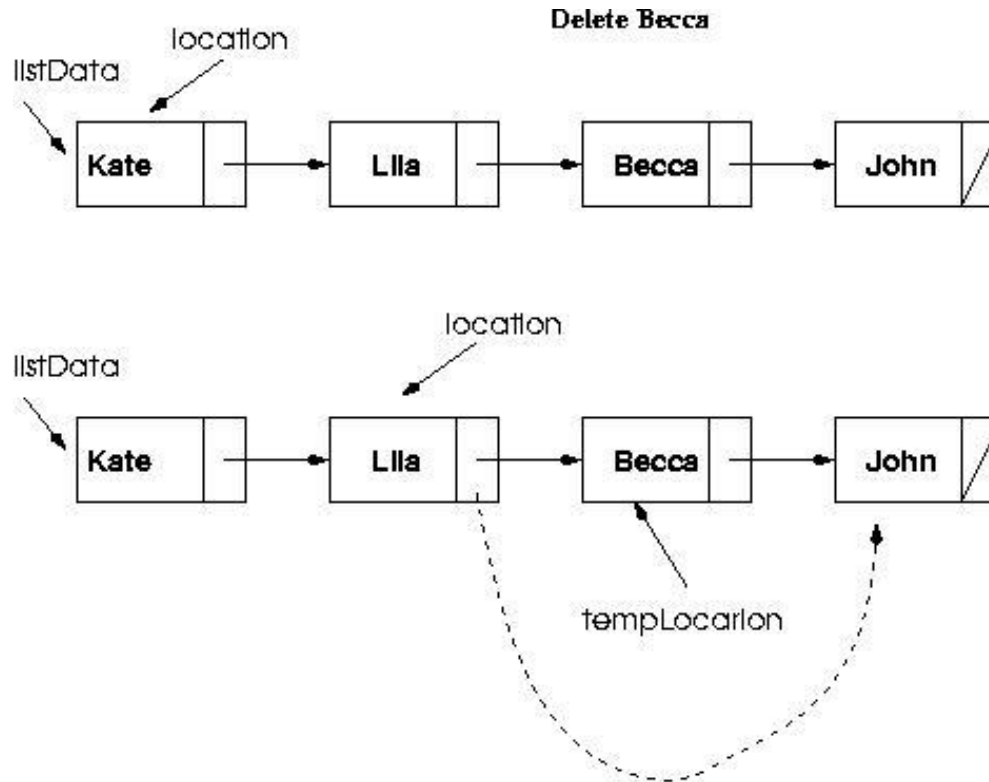 Delete Becca
location
listData
Kate Lila Becca John
location
listData
Kate Lila Becca John
tempLocarion